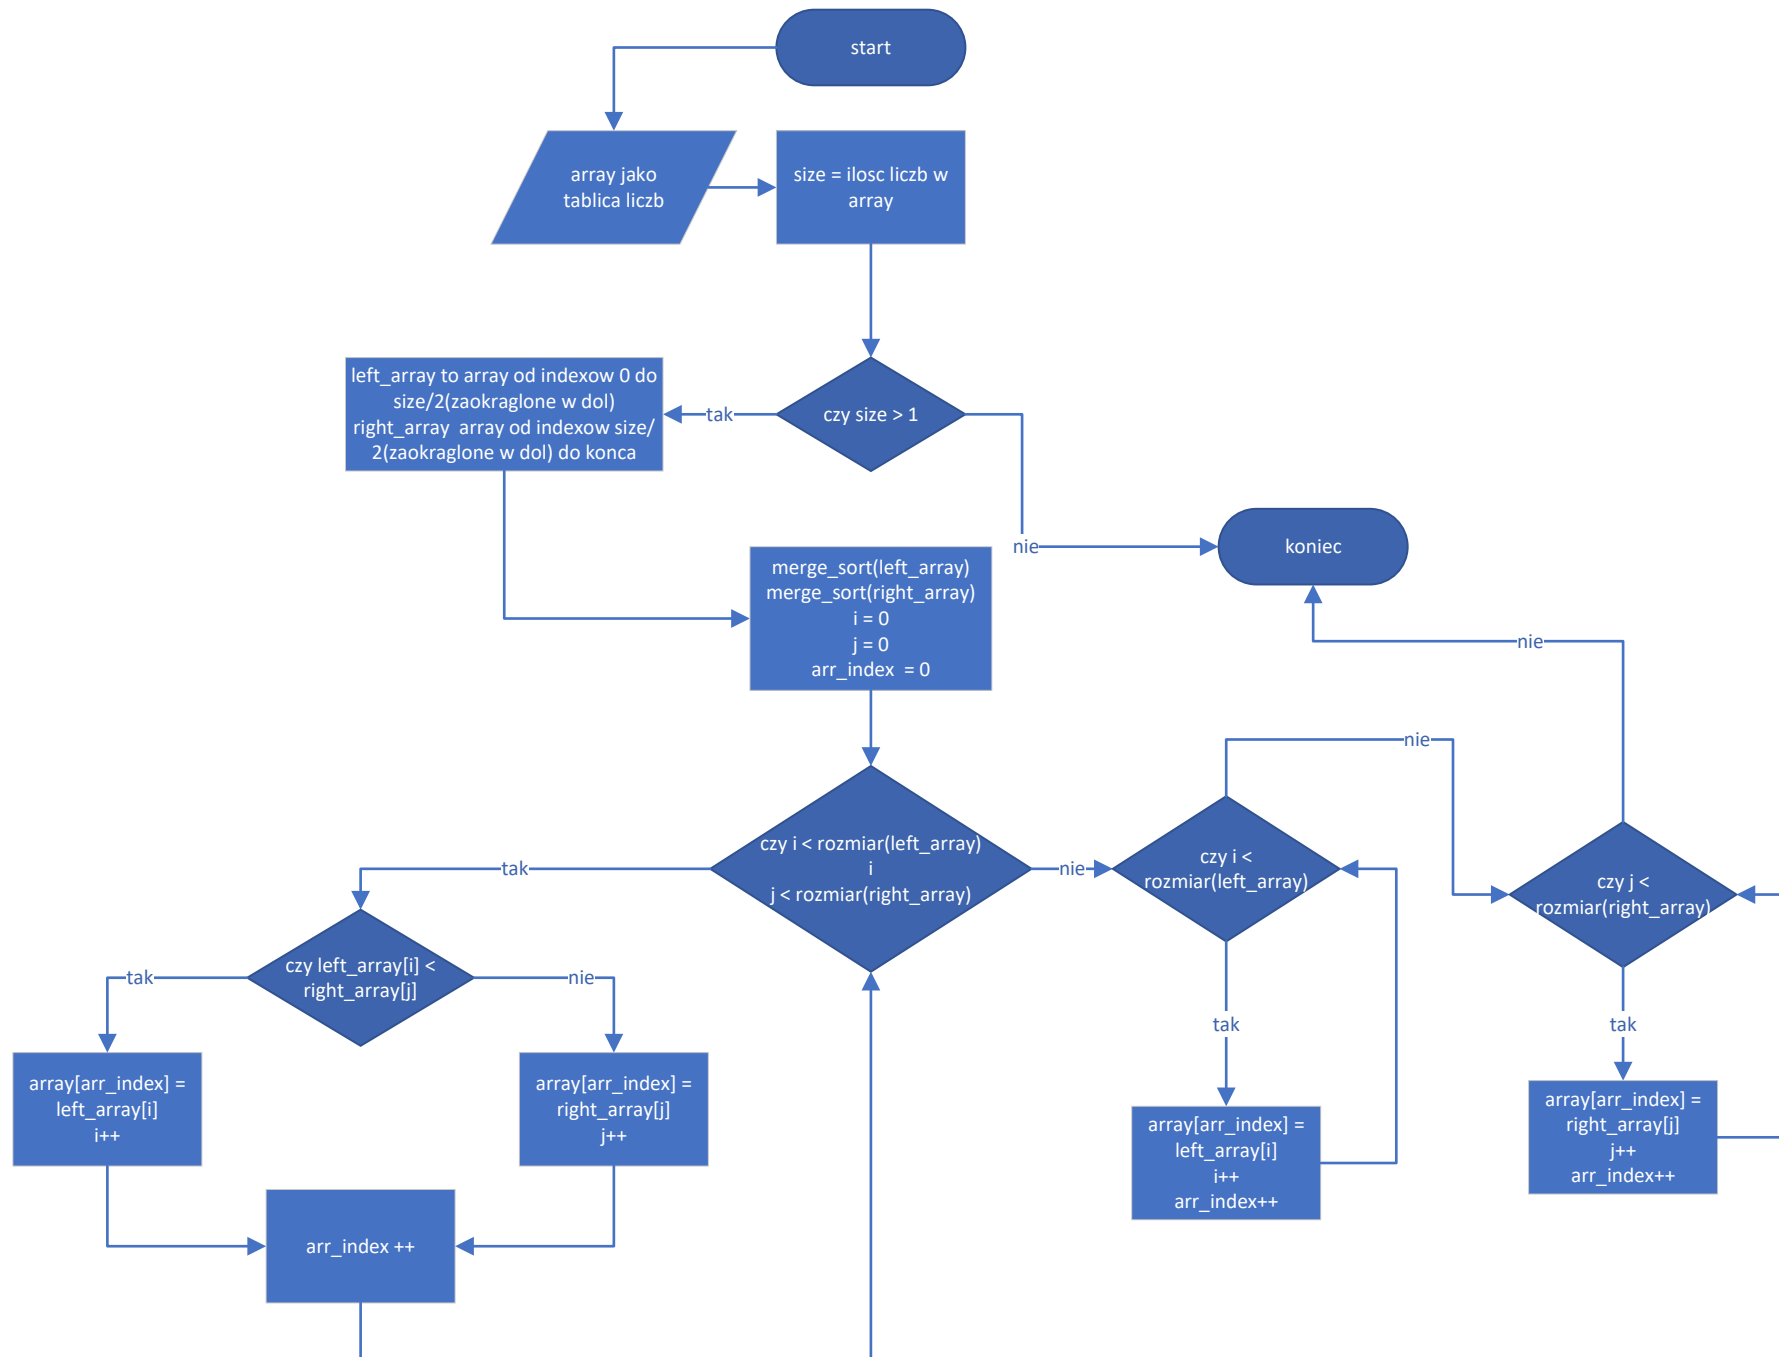 start
array jako
tablica liczb
size = ilosc liczb w
array
left_array to array od indexow 0 do
size/2(zaokraglone w dol)
right_array  array od indexow size/
2(zaokraglone w dol) do konca
tak
czy size > 1
nie
koniec
merge_sort(left_array)
merge_sort(right_array)
i = 0
j = 0
arr_index  = 0
nie
nie
czy i < rozmiar(left_array)
i
j < rozmiar(right_array)
tak
nie
czy i <
rozmiar(left_array)
czy j <
rozmiar(right_array)
czy left_array[i] <
right_array[j]
tak
nie
tak
tak
array[arr_index] =
left_array[i]
i++
array[arr_index] =
right_array[j]
j++
array[arr_index] =
left_array[i]
i++
arr_index++
array[arr_index] =
right_array[j]
j++
arr_index++
arr_index ++